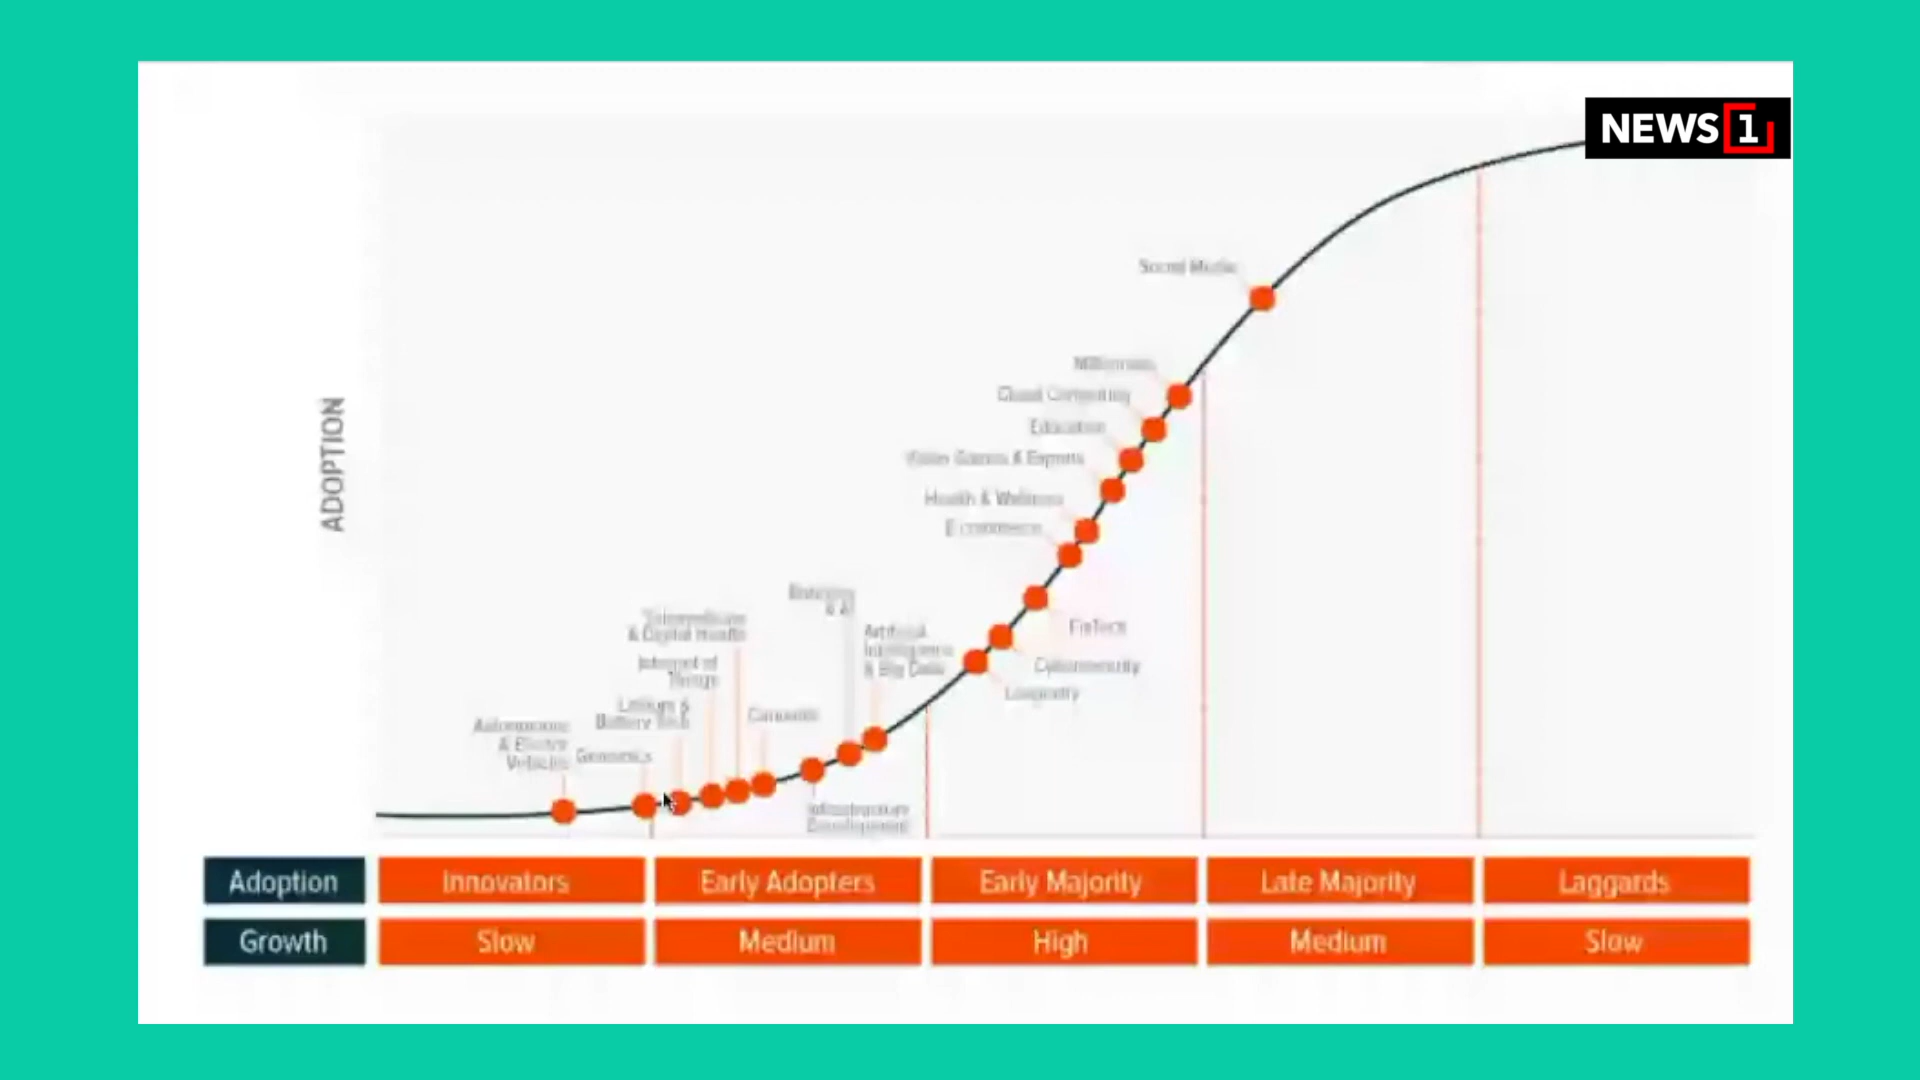 NEWS 1
ADOPTION
Social Media
Millennials
Cloud Computing
Education
Video Games & Esports
Health & Wellness
E-commerce
FinTech
Cybersecurity
Longevity
& AI
Artificial
Intelligence
& Big Data
Telemedicine
& Digital Health
Internet of
Things
Lithium &
Battery Tech
Cannabis
Autonomous
& Electric
Vehicles
Genomics
Infrastructure
Development
Adoption
Innovators
Early Adopters
Early Majority
Late Majority
Laggards
Growth
Slow
Medium
High
Medium
Slow